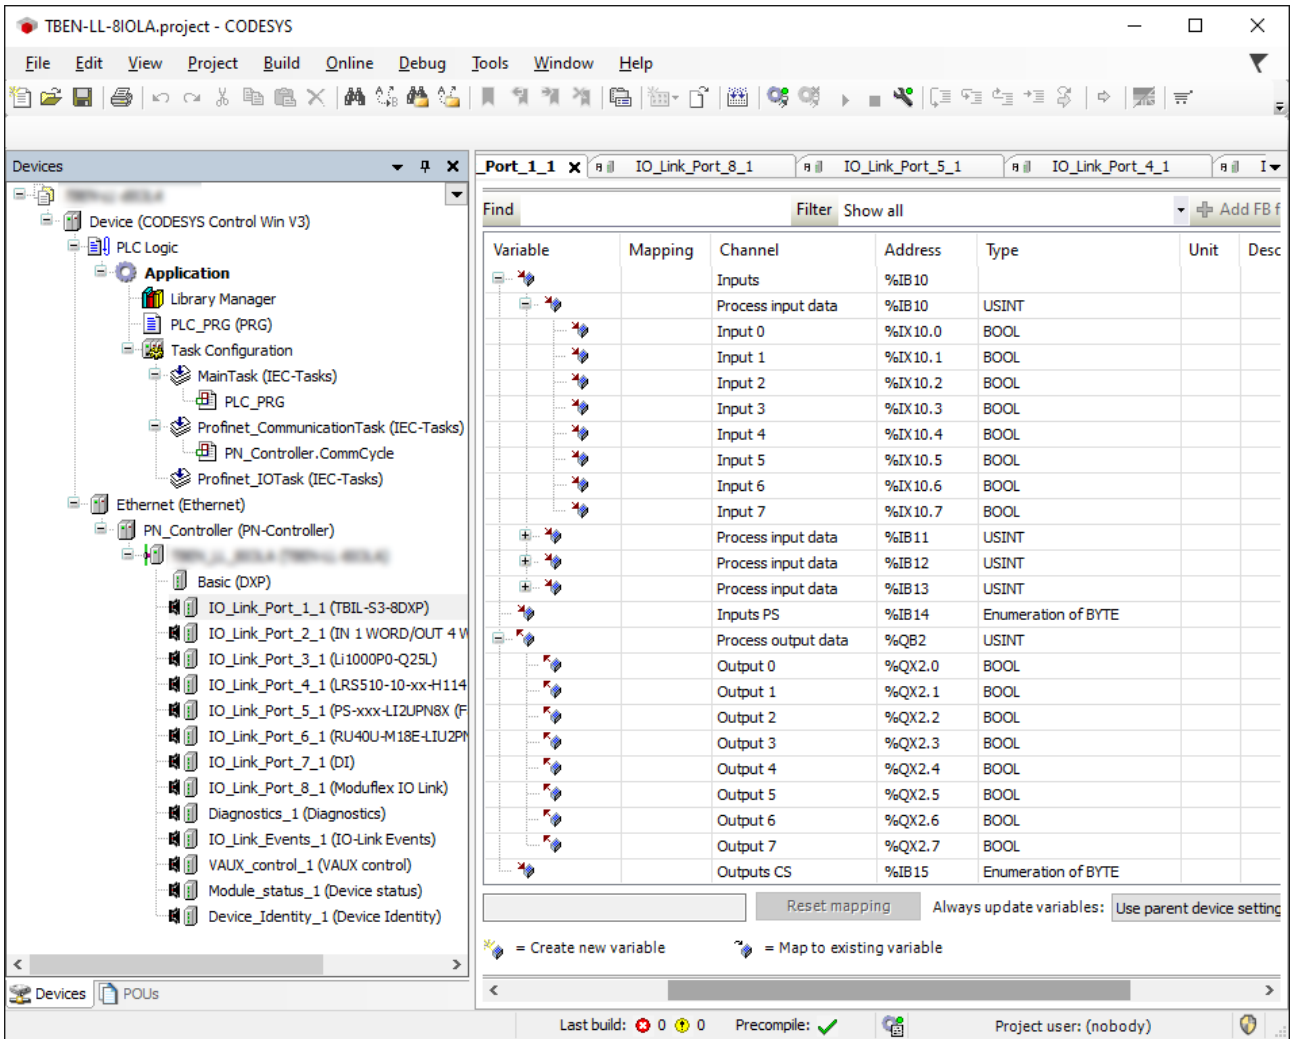 TBEN-LL-8IOLA.project - CODESYS
File Edit View Project Build Online Debug Tools Window Help
Devices
Device (CODESYS Control Win V3)
PLC Logic
Application
Library Manager
PLC_PRG (PRG)
Task Configuration
MainTask (IEC-Tasks)
PLC_PRG
Profinet_CommunicationTask (IEC-Tasks)
PN_Controller.CommCycle
Profinet_IOTask (IEC-Tasks)
Ethernet (Ethernet)
PN_Controller (PN-Controller)
Basic (DXP)
IO_Link_Port_1_1 (TBIL-S3-8DXP)
IO_Link_Port_2_1 (IN 1 WORD/OUT 4 W
IO_Link_Port_3_1 (Li1000P0-Q25L)
IO_Link_Port_4_1 (LRS510-10-xx-H114
IO_Link_Port_5_1 (PS-xxx-LI2UPN8X (F
IO_Link_Port_6_1 (RU40U-M18E-LIU2PN
IO_Link_Port_7_1 (DI)
IO_Link_Port_8_1 (Moduflex IO Link)
Diagnostics_1 (Diagnostics)
IO_Link_Events_1 (IO-Link Events)
VAUX_control_1 (VAUX control)
Module_status_1 (Device status)
Device_Identity_1 (Device Identity)
Devices POUs
_Port_1_1 IO_Link_Port_8_1 IO_Link_Port_5_1 IO_Link_Port_4_1 I
Find Filter Show all Add FB f
Variable Mapping Channel Address Type Unit Desc
Inputs %IB10
Process input data %IB10 USINT
Input 0 %IX10.0 BOOL
Input 1 %IX10.1 BOOL
Input 2 %IX10.2 BOOL
Input 3 %IX10.3 BOOL
Input 4 %IX10.4 BOOL
Input 5 %IX10.5 BOOL
Input 6 %IX10.6 BOOL
Input 7 %IX10.7 BOOL
Process input data %IB11 USINT
Process input data %IB12 USINT
Process input data %IB13 USINT
Inputs PS %IB14 Enumeration of BYTE
Process output data %QB2 USINT
Output 0 %QX2.0 BOOL
Output 1 %QX2.1 BOOL
Output 2 %QX2.2 BOOL
Output 3 %QX2.3 BOOL
Output 4 %QX2.4 BOOL
Output 5 %QX2.5 BOOL
Output 6 %QX2.6 BOOL
Output 7 %QX2.7 BOOL
Outputs CS %IB15 Enumeration of BYTE
Reset mapping Always update variables: Use parent device setting
= Create new variable = Map to existing variable
Last build: 0 0 Precompile: Project user: (nobody)